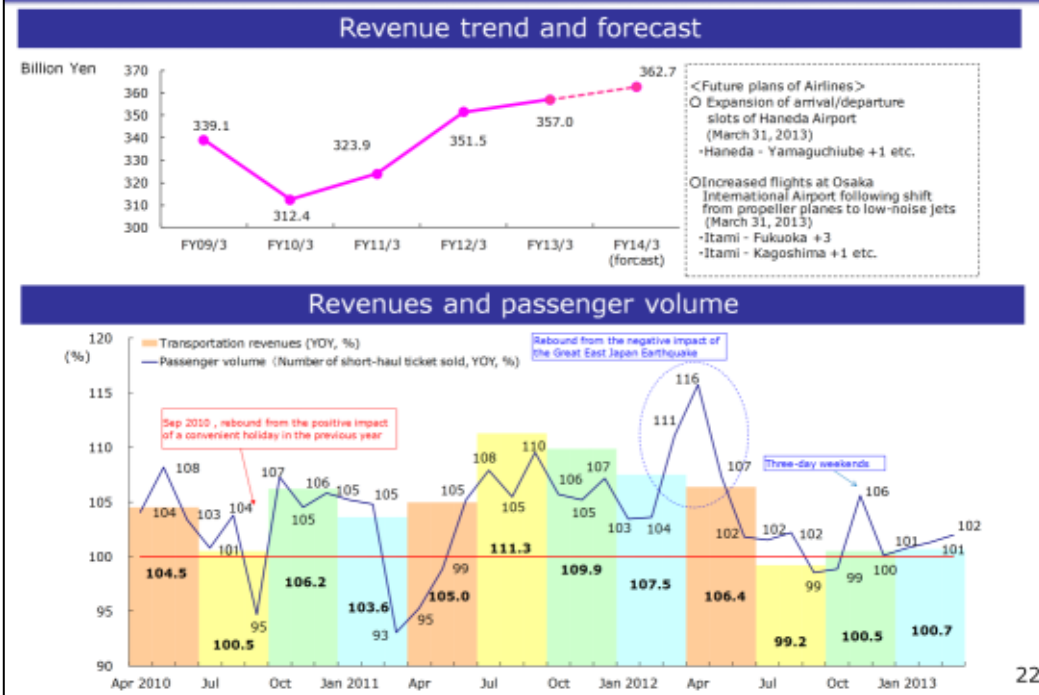 Revenue trend and forecast
Billion Yen
370
360
350
340
330
320
310
300
339.1
312.4
323.9
351.5
357.0
362.7
FY09/3
FY10/3
FY11/3
FY12/3
FY13/3
FY14/3
(forcast)
<Future plans of Airlines>
○ Expansion of arrival/departure
slots of Haneda Airport
(March 31, 2013)
-Haneda - Yamaguchiube +1 etc.
○Increased flights at Osaka
International Airport following shift
from propeller planes to low-noise jets
(March 31, 2013)
-Itami - Fukuoka +3
-Itami - Kagoshima +1 etc.
Revenues and passenger volume
(%)
120
115
110
105
100
95
90
Transportation revenues (YOY, %)
Passenger volume (Number of short-haul ticket sold, YOY, %)
Sep 2010 , rebound from the positive impact
of a convenient holiday in the previous year
Rebound from the negative impact of
the Great East Japan Earthquake
Three-day weekends
104
108
103
101
104
95
107
105
106
105
105
93
95
99
105
108
105
110
106
105
107
103
104
111
116
107
102
102
102
99
99
106
100
101
101
102
104.5
100.5
106.2
103.6
105.0
111.3
109.9
107.5
106.4
99.2
100.5
100.7
Apr 2010
Jul
Oct
Jan 2011
Apr
Jul
Oct
Jan 2012
Apr
Jul
Oct
Jan 2013
22